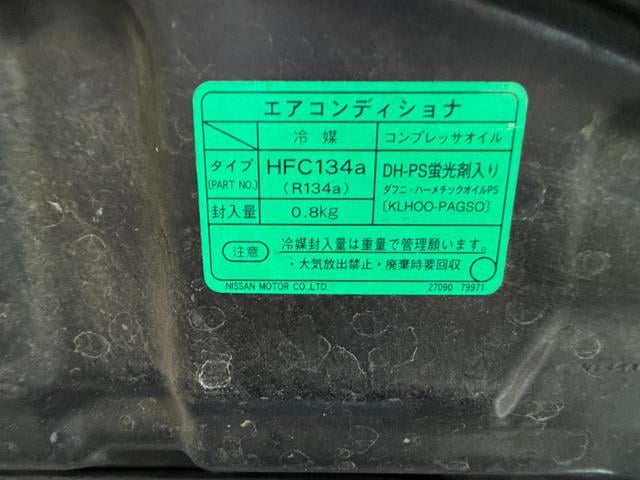 エアコンディショナ
冷媒 コンプレッサオイル
タイプ HFC134a DH-PS蛍光剤入り
(PART NO.) (R134a) ダフニ・ハーメチックオイルPS
封入量 0.8kg [KLHOO-PAGSO]
注意 冷媒封入量は重量で管理願います。
・大気放出禁止・廃棄時要回収
NISSAN MOTOR CO.,LTD. 27090 79971